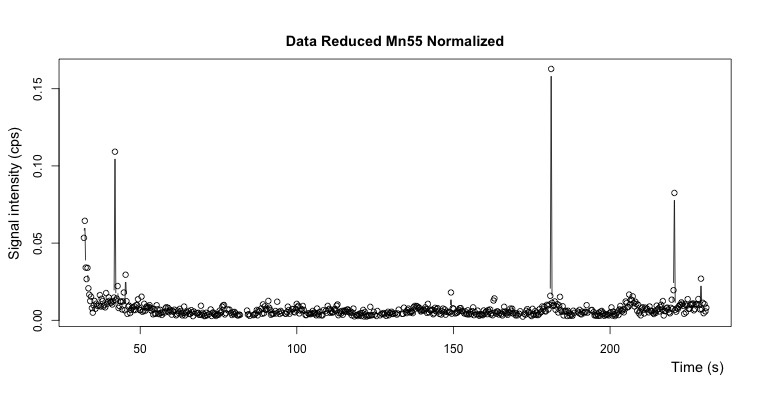 Data Reduced Mn55 Normalized
Signal intensity (cps)
0.15
0.10
0.05
0.00
50
100
150
200
Time (s)